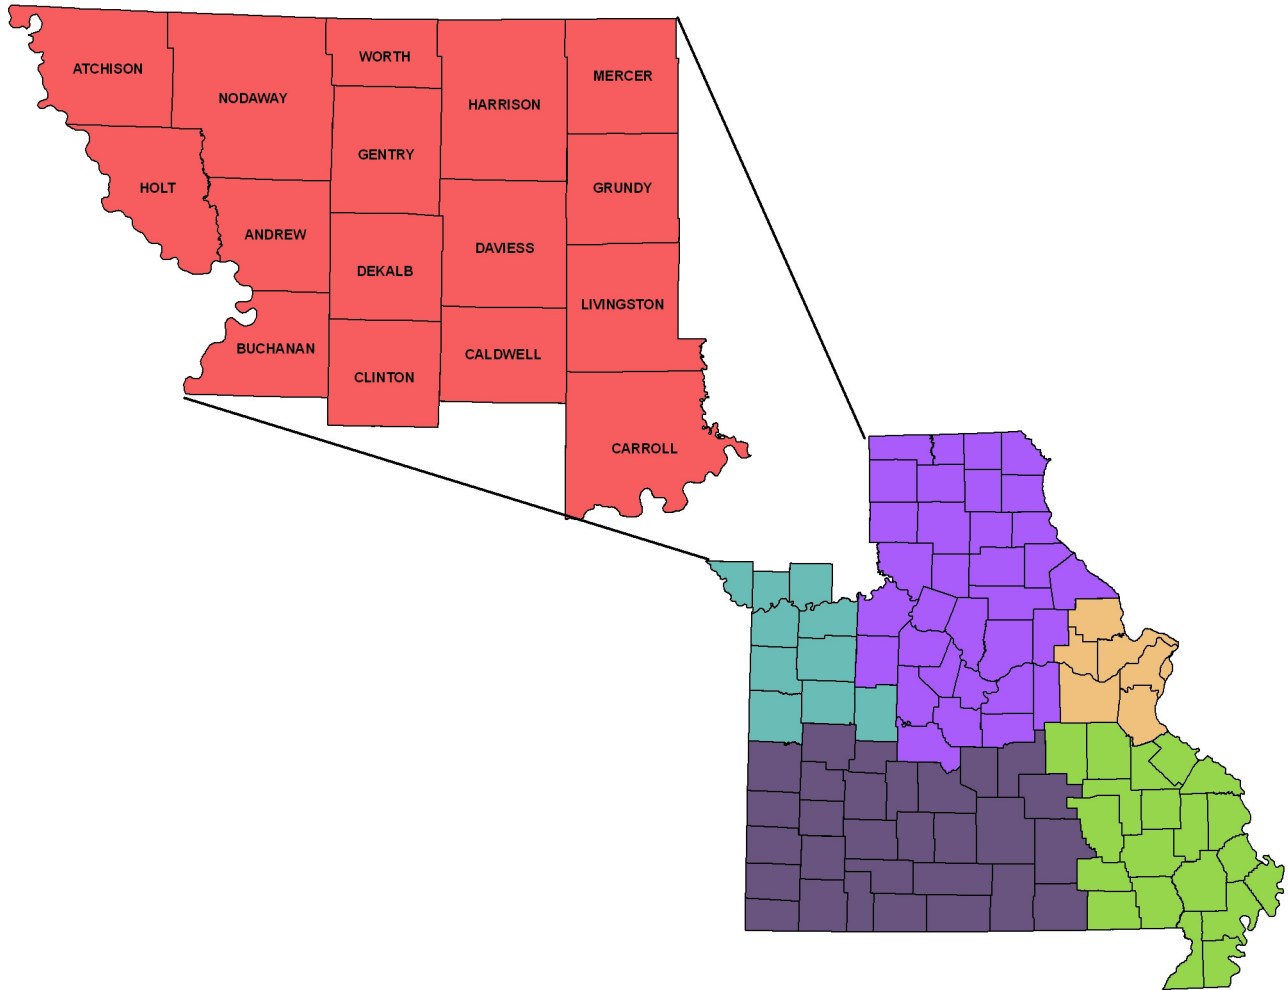 WORTH
ATCHISON
MERCER
NODAWAY
HARRISON
GENTRY
HOLT
GRUNDY
ANDREW
DAVIESS
DEKALB
LIVINGSTON
BUCHANAN
CALDWELL
CLINTON
CARROLL